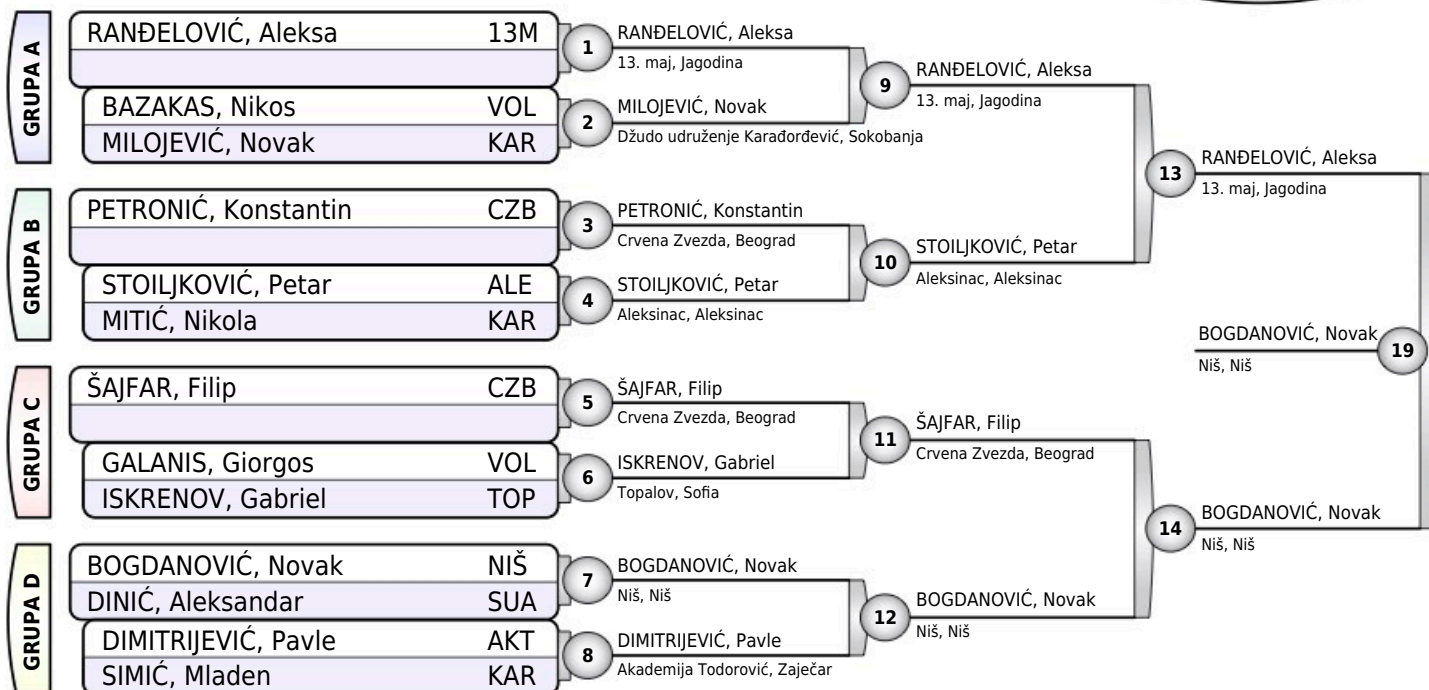 GRUPA A
RANĐELOVIĆ, Aleksa 13M
BAZAKAS, Nikos VOL
MILOJEVIĆ, Novak KAR
GRUPA B
PETRONIĆ, Konstantin CZB
STOILJKOVIĆ, Petar ALE
MITIĆ, Nikola KAR
GRUPA C
ŠAJFAR, Filip CZB
GALANIS, Giorgos VOL
ISKRENOV, Gabriel TOP
GRUPA D
BOGDANOVIĆ, Novak NIŠ
DINIĆ, Aleksandar SUA
DIMITRIJEVIĆ, Pavle AKT
SIMIĆ, Mladen KAR
1
RANĐELOVIĆ, Aleksa
13. maj, Jagodina
2
MILOJEVIĆ, Novak
Džudo udruženje Karađorđević, Sokobanja
3
PETRONIĆ, Konstantin
Crvena Zvezda, Beograd
4
STOILJKOVIĆ, Petar
Aleksinac, Aleksinac
5
ŠAJFAR, Filip
Crvena Zvezda, Beograd
6
ISKRENOV, Gabriel
Topalov, Sofia
7
BOGDANOVIĆ, Novak
Niš, Niš
8
DIMITRIJEVIĆ, Pavle
Akademija Todorović, Zaječar
9
RANĐELOVIĆ, Aleksa
13. maj, Jagodina
10
STOILJKOVIĆ, Petar
Aleksinac, Aleksinac
11
ŠAJFAR, Filip
Crvena Zvezda, Beograd
12
BOGDANOVIĆ, Novak
Niš, Niš
13
RANĐELOVIĆ, Aleksa
13. maj, Jagodina
14
BOGDANOVIĆ, Novak
Niš, Niš
BOGDANOVIĆ, Novak
Niš, Niš
19